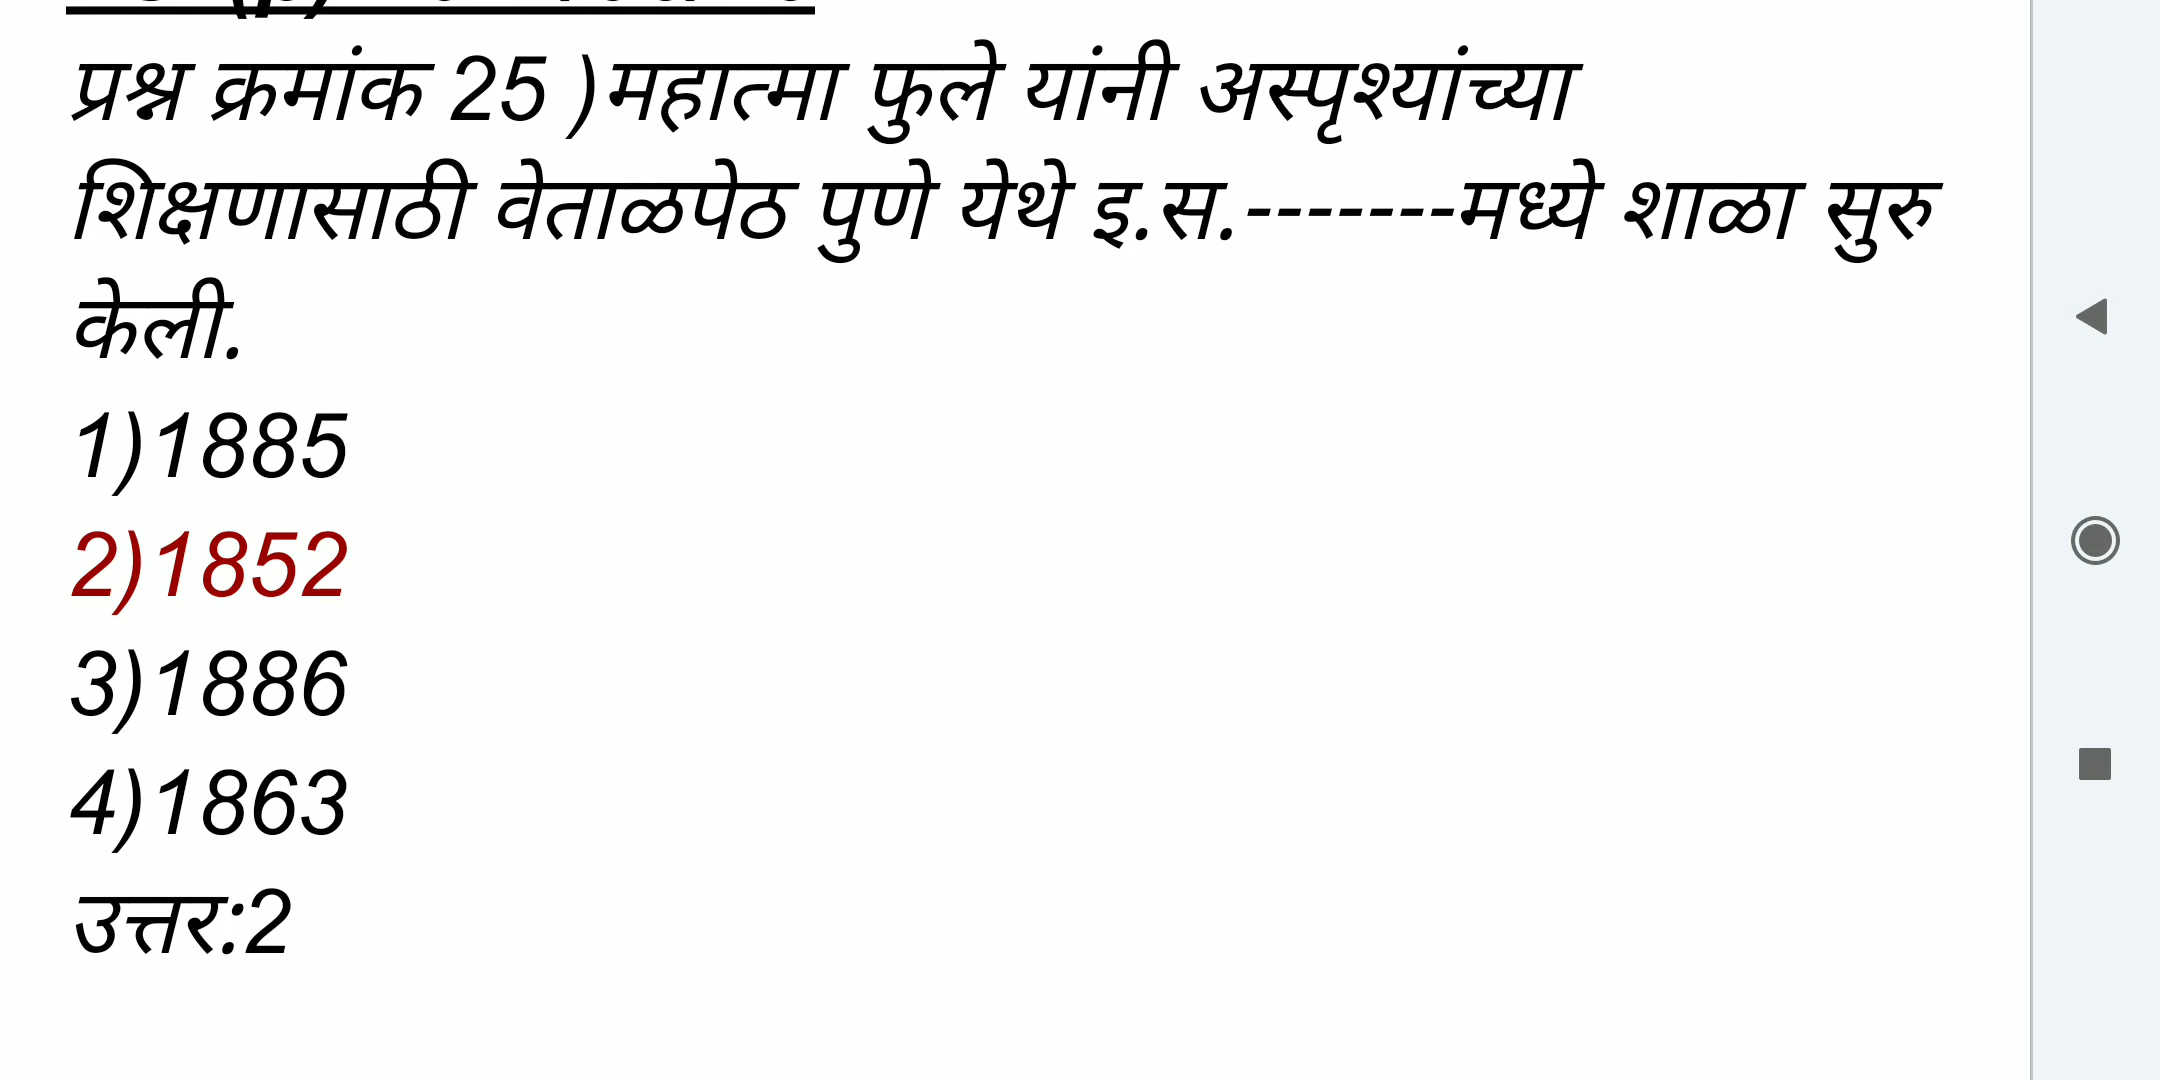 प्रश्न क्रमांक 25 )महात्मा फुले यांनी अस्पृश्यांच्या
शिक्षणासाठी वेताळपेठ पुणे येथे इ.स.-------मध्ये शाळा सुरु
केली.
1)1885
2)1852
3)1886
4)1863
उत्तर:2